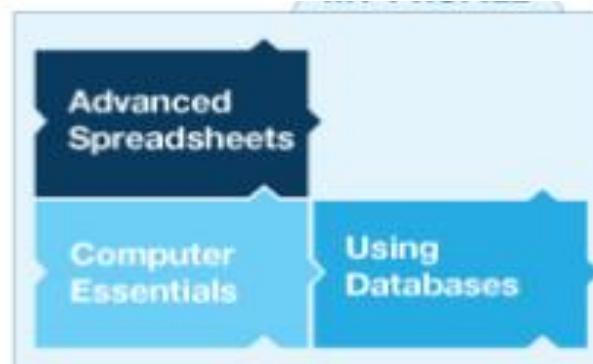 Advanced
Spreadsheets
Computer
Essentials
Using
Databases